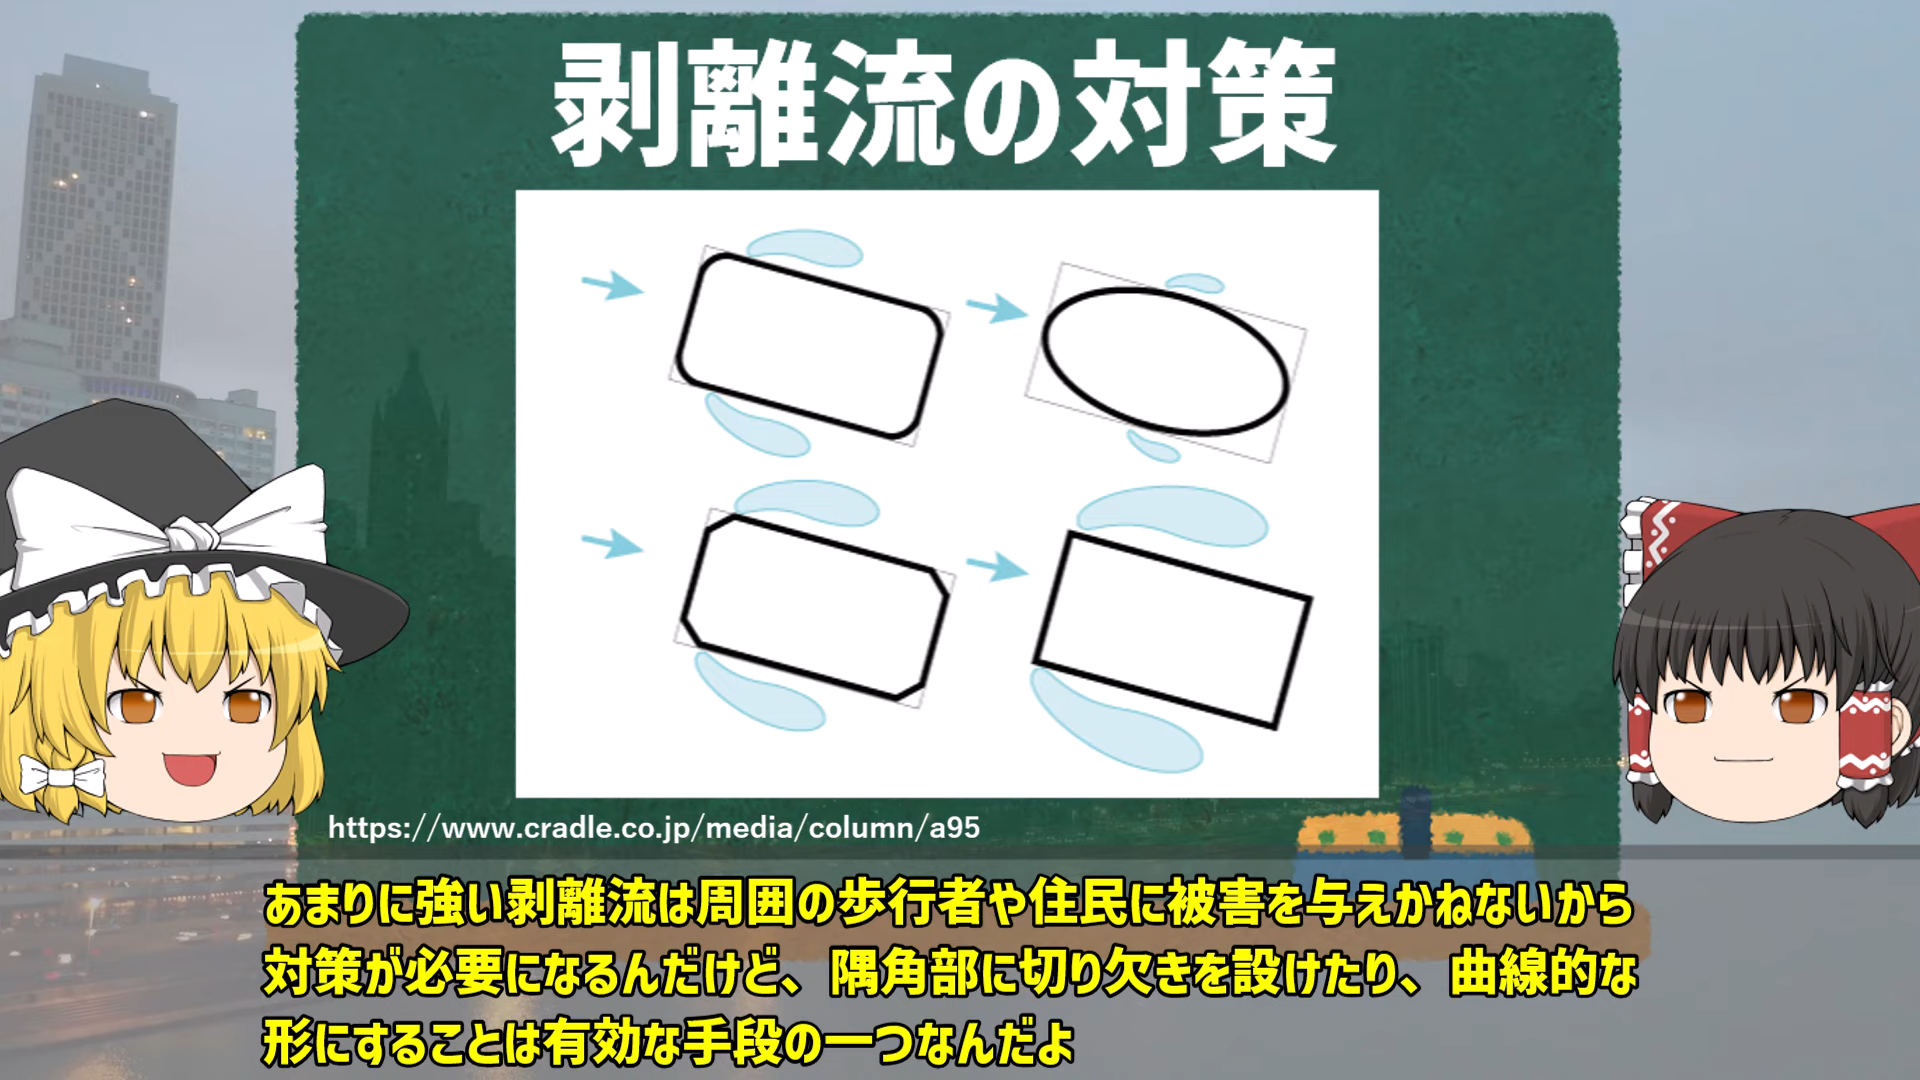 剥離流の対策
https://www.cradle.co.jp/media/column/a95
あまりに強い剥離流は周囲の歩行者や住民に被害を与えかねないから
対策が必要になるんだけど、隅角部に切り欠きを設けたり、曲線的な
形にすることは有効な手段の一つなんだよ